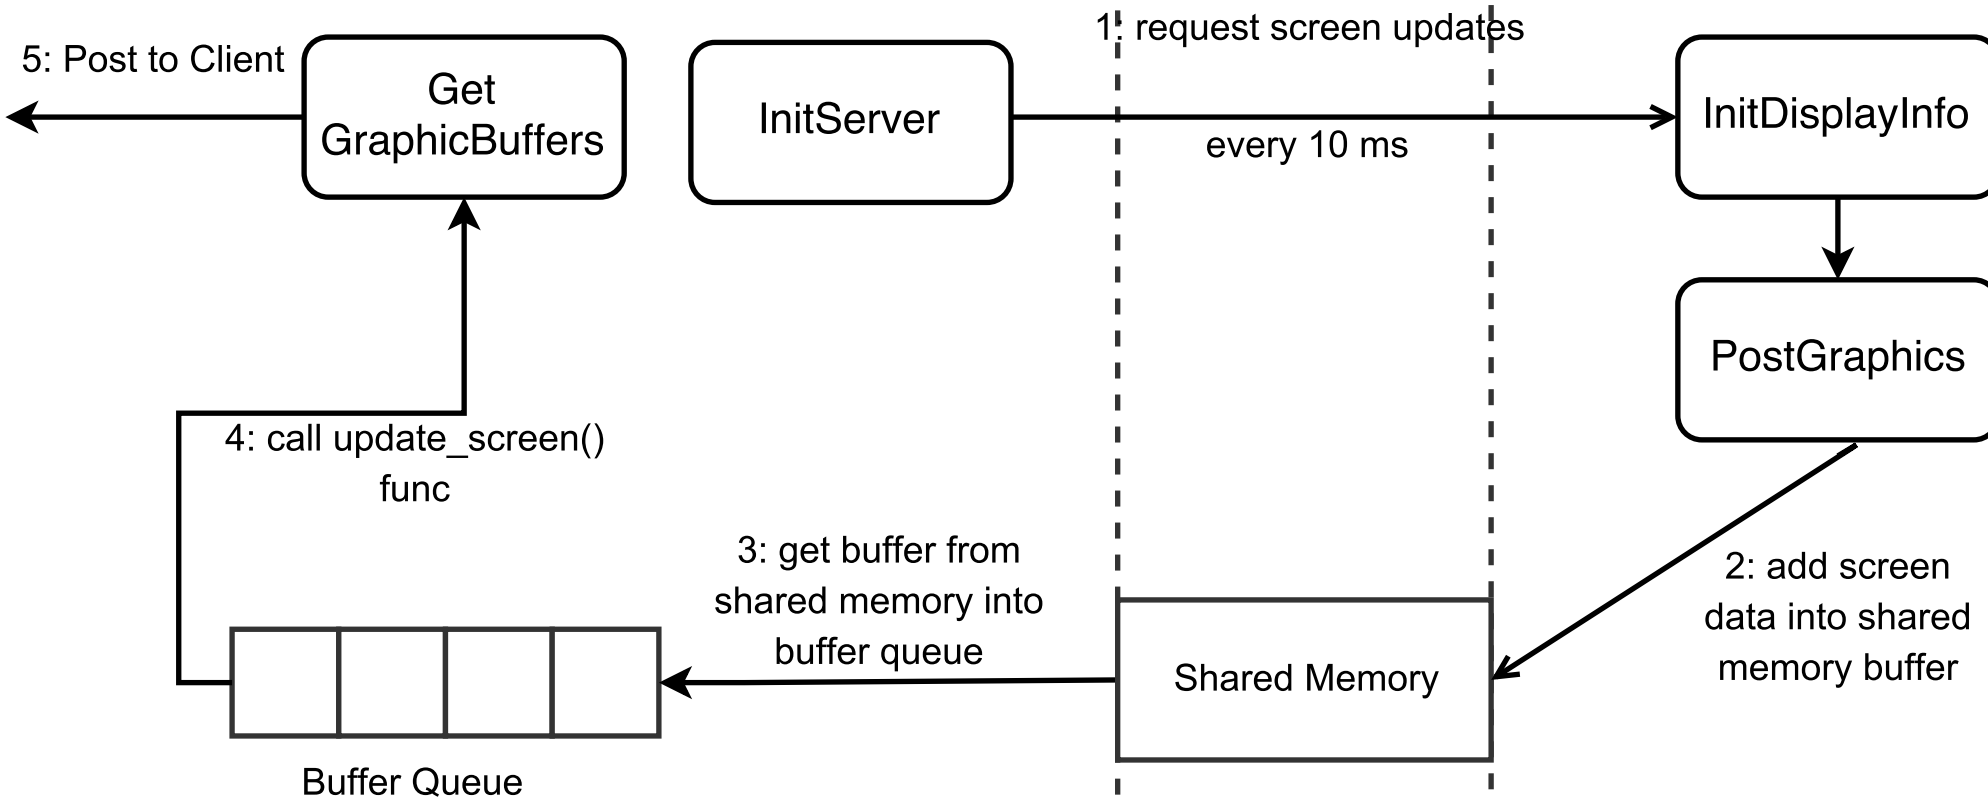 5: Post to Client
Get
GraphicBuffers
InitServer
1: request screen updates
every 10 ms
InitDisplayInfo
PostGraphics
4: call update_screen()
func
3: get buffer from
shared memory into
buffer queue
2: add screen
data into shared
memory buffer
Shared Memory
Buffer Queue